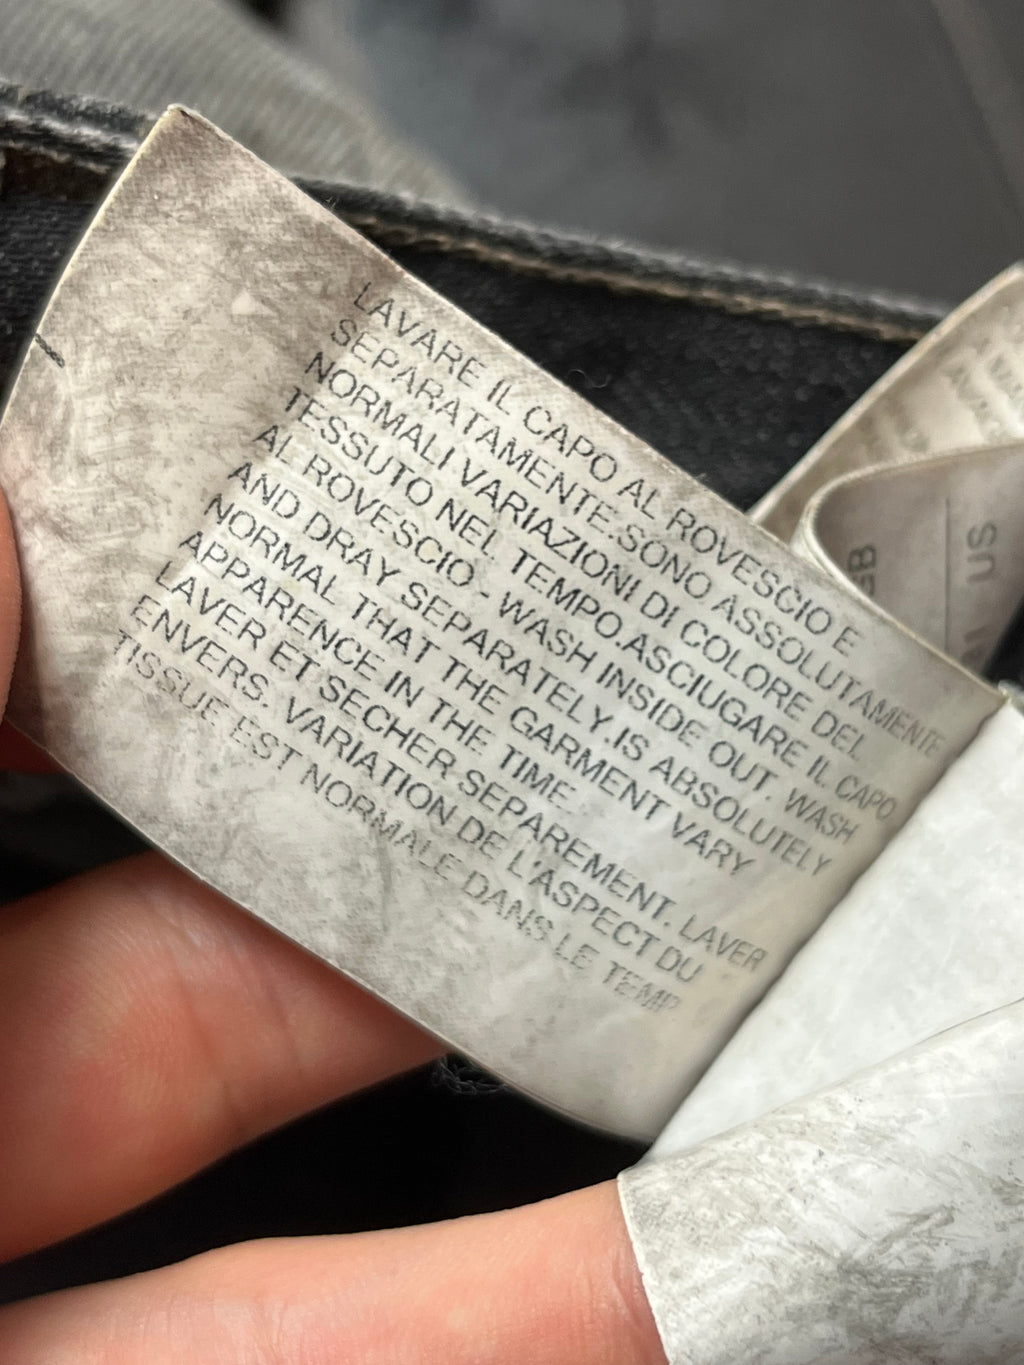 LAVARE IL CAPO AL ROVESCIO E
SEPARATAMENTE.SONO ASSOLUTAMENTE
NORMALI VARIAZIONI DI COLORE DEL
TESSUTO NEL TEMPO.ASCIUGARE IL CAPO
AL ROVESCIO - WASH INSIDE OUT. WASH
AND DRAY SEPARATELY.IS ABSOLUTELY
NORMAL THAT THE GARMENT VARY
APPARENCE IN THE TIME.
LAVER ET SECHER SEPAREMENT. LAVER
ENVERS. VARIATION DE L'ASPECT DU
TISSUE EST NORMALE DANS LE TEMP
GB
US